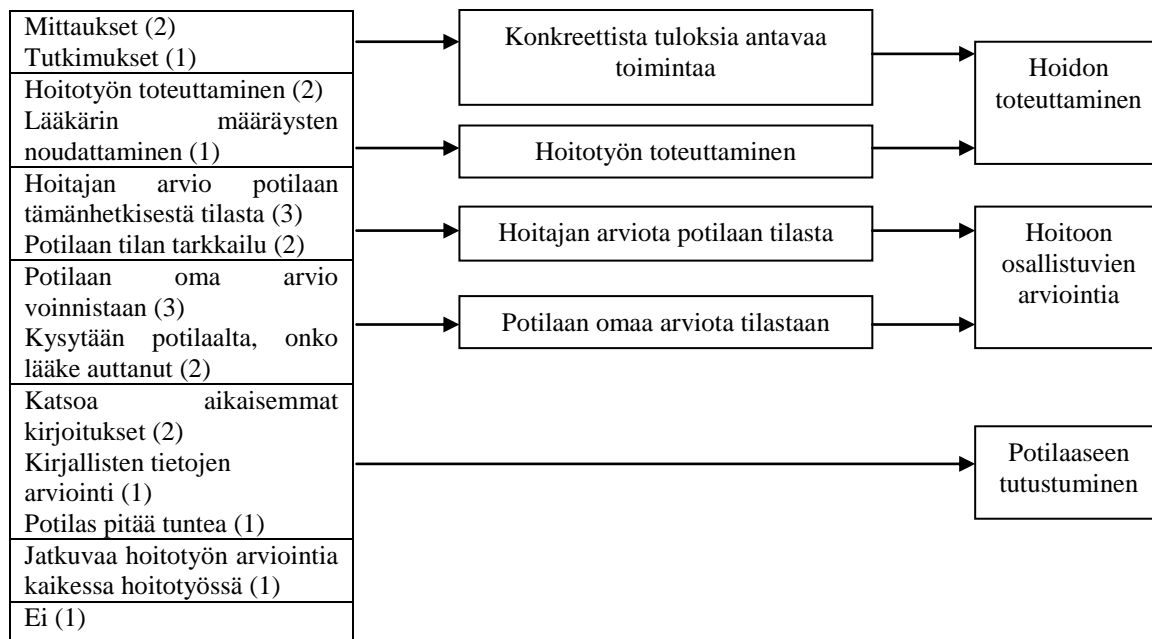 Mittaukset (2)
Tutkimukset (1)
Hoitotyön toteuttaminen (2)
Lääkärin määräysten
noudattaminen (1)
Hoitajan arvio potilaan
tämänhetkisestä tilasta (3)
Potilaan tilan tarkkailu (2)
Potilaan oma arvio
voinnistaan (3)
Kysytään potilaalta, onko
lääke auttanut (2)
Katsoa aikaisemmat
kirjoitukset (2)
Kirjallisten tietojen
arviointi (1)
Potilas pitää tuntea (1)
Jatkuvaa hoitotyön arviointia
kaikessa hoitotyössä (1)
Ei (1)
Konkreettista tuloksia antavaa
toimintaa
Hoitotyön toteuttaminen
Hoitajan arviota potilaan tilasta
Potilaan omaa arviota tilastaan
Hoidon
toteuttaminen
Hoitoon
osallistuvien
arviointia
Potilaaseen
tutustuminen